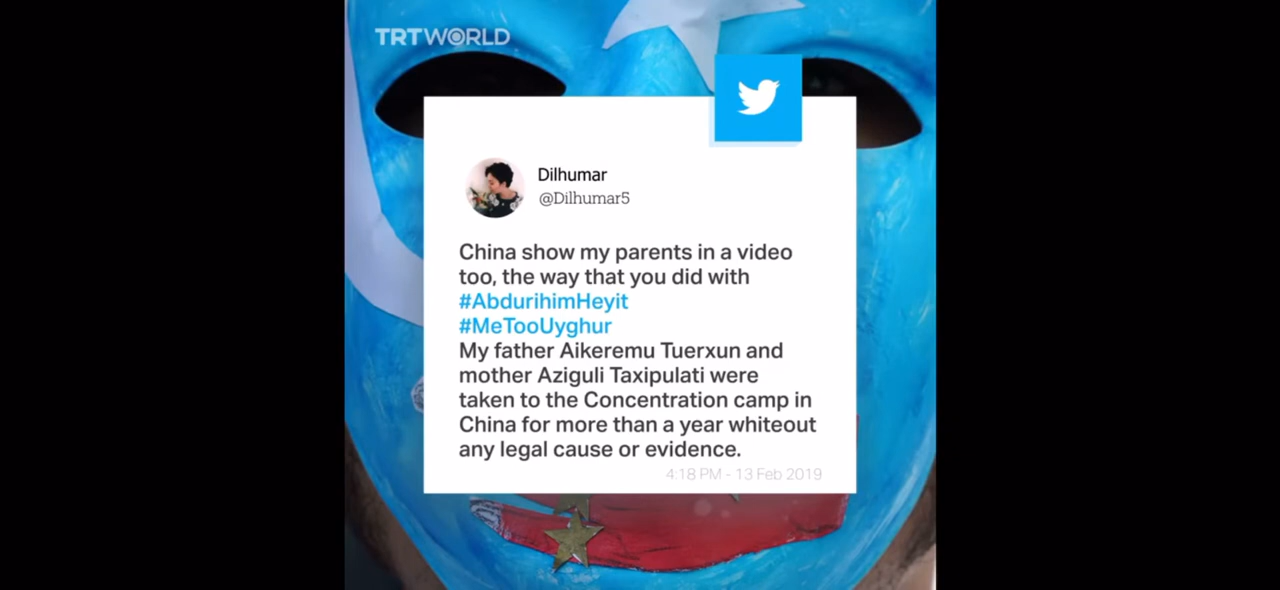 TRTWORLD
Dilhumar
@Dilhumar5
China show my parents in a video
too, the way that you did with
#AbdurihimHeyit
#MeTooUyghur
My father Aikeremu Tuerxun and
mother Aziguli Taxipulati were
taken to the Concentration camp in
China for more than a year whiteout
any legal cause or evidence.
4:18 PM - 13 Feb 2019